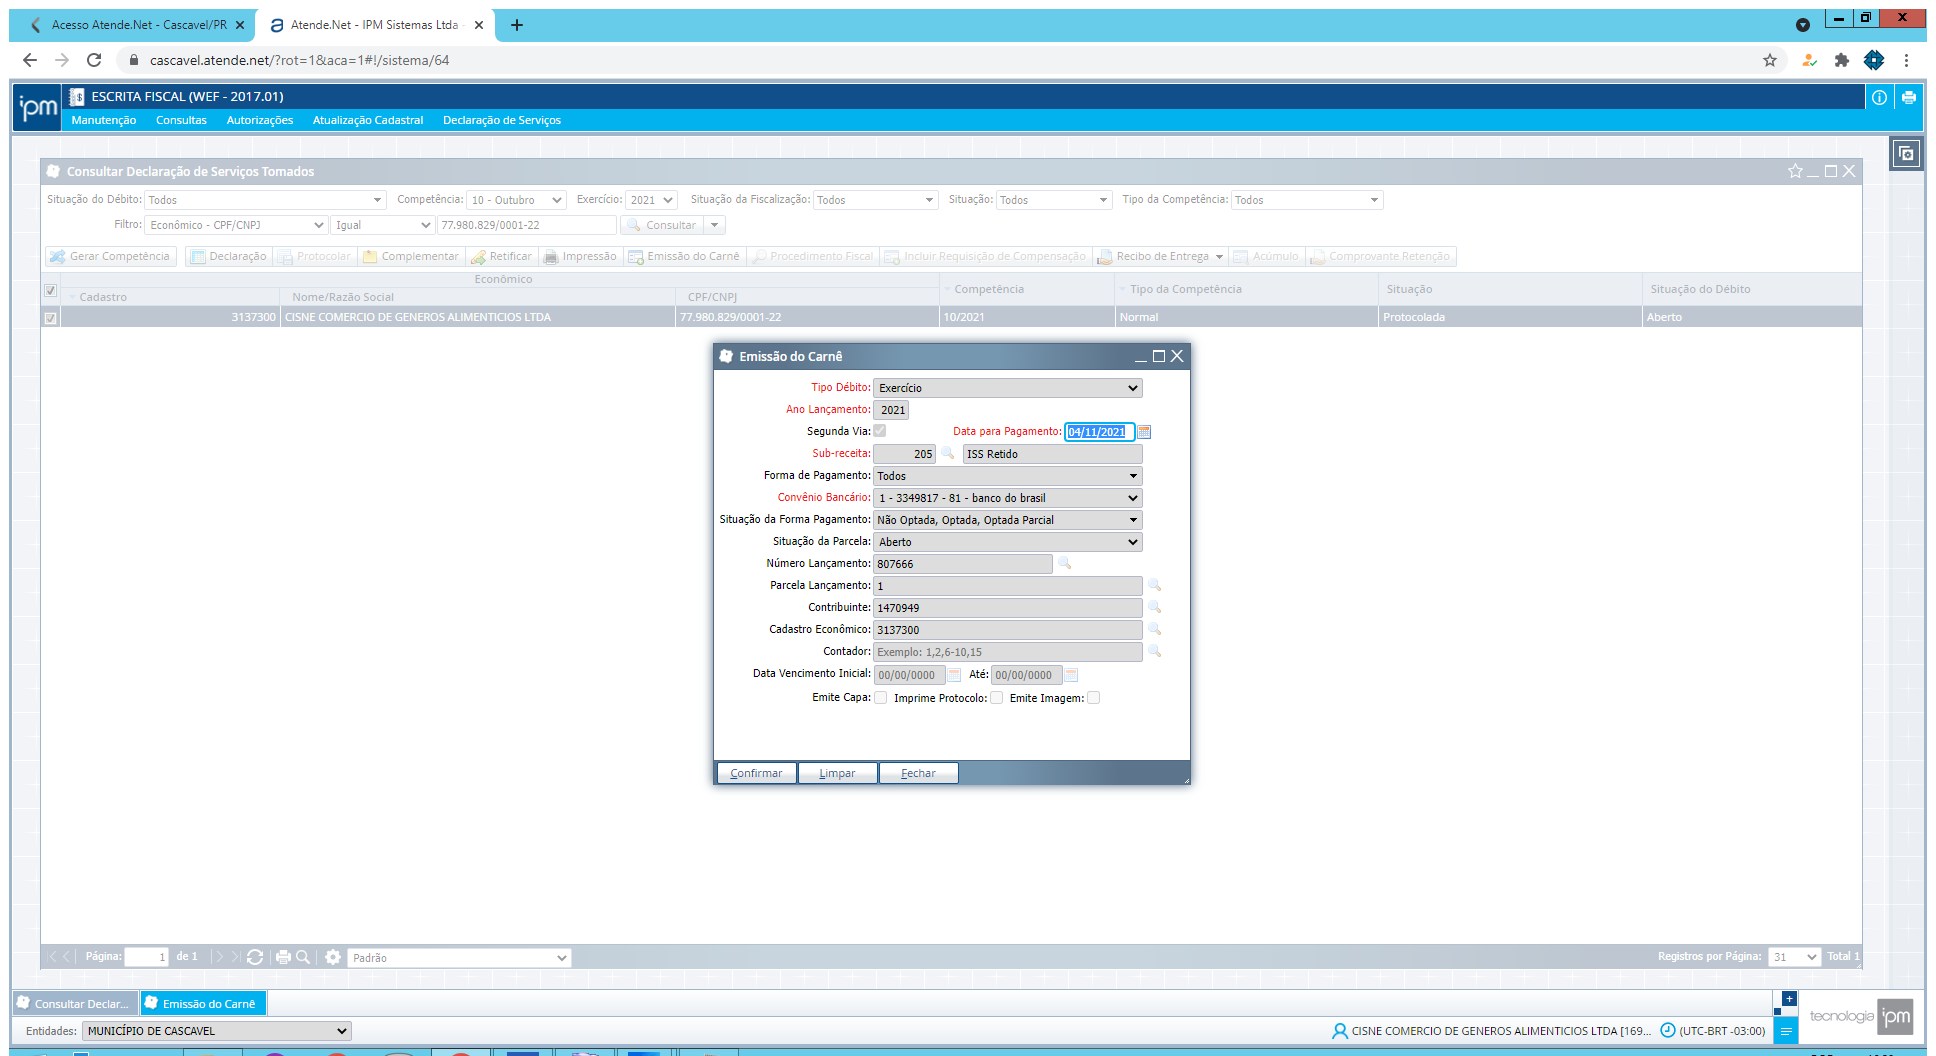 Acesso Atende.Net - Cascavel/PR
Atende.Net - IPM Sistemas Ltda
cascavel.atende.net/?rot=1&aca=1#!/sistema/64
ipm
ESCRITA FISCAL (WEF - 2017.01)
Manutenção Consultas Autorizações Atualização Cadastral Declaração de Serviços
Consultar Declaração de Serviços Tomados
Situação do Débito: Todos Competência: 10 - Outubro Exercício: 2021 Situação da Fiscalização: Todos Situação: Todos Tipo da Competência: Todos
Filtro: Econômico - CPF/CNPJ Igual 77.980.829/0001-22 Consultar
Gerar Competência Declaração Protocolar Complementar Retificar Impressão Emissão do Carnê Procedimento Fiscal Incluir Requisição de Compensação Recibo de Entrega Acúmulo Comprovante Retenção
Econômico
Cadastro Nome/Razão Social CPF/CNPJ Competência Tipo da Competência Situação Situação do Débito
3137300 CISNE COMERCIO DE GENEROS ALIMENTICIOS LTDA 77.980.829/0001-22 10/2021 Normal Protocolada Aberto
Emissão do Carnê
Tipo Débito: Exercício
Ano Lançamento: 2021
Segunda Via: Data para Pagamento: 04/11/2021
Sub-receita: 205 ISS Retido
Forma de Pagamento: Todos
Convênio Bancário: 1 - 3349817 - 81 - banco do brasil
Situação da Forma Pagamento: Não Optada, Optada, Optada Parcial
Situação da Parcela: Aberto
Número Lançamento: 807666
Parcela Lançamento: 1
Contribuinte: 1470949
Cadastro Econômico: 3137300
Contador: Exemplo: 1,2,6-10,15
Data Vencimento Inicial: 00/00/0000 Até: 00/00/0000
Emite Capa: Imprime Protocolo: Emite Imagem:
Confirmar Limpar Fechar
Página: 1 de 1 Padrão Registros por Página: 31 Total 1
Consultar Declar... Emissão do Carnê
Entidades: MUNICÍPIO DE CASCAVEL CISNE COMERCIO DE GENEROS ALIMENTICIOS LTDA [169... (UTC-BRT -03:00)
tecnologia ipm